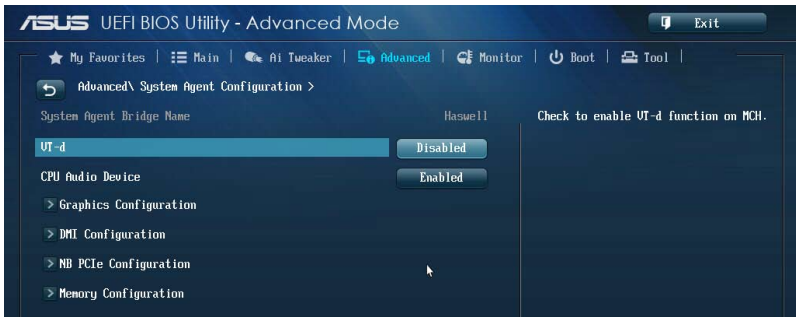 ASUS UEFI BIOS Utility - Advanced Mode
Exit
My Favorites | Main | Ai Tweaker | Advanced | Monitor | Boot | Tool |
Advanced\ System Agent Configuration >
System Agent Bridge Name Haswell
Check to enable VT-d function on MCH.
VT-d Disabled
CPU Audio Device Enabled
> Graphics Configuration
> DMI Configuration
> NB PCIe Configuration
> Memory Configuration